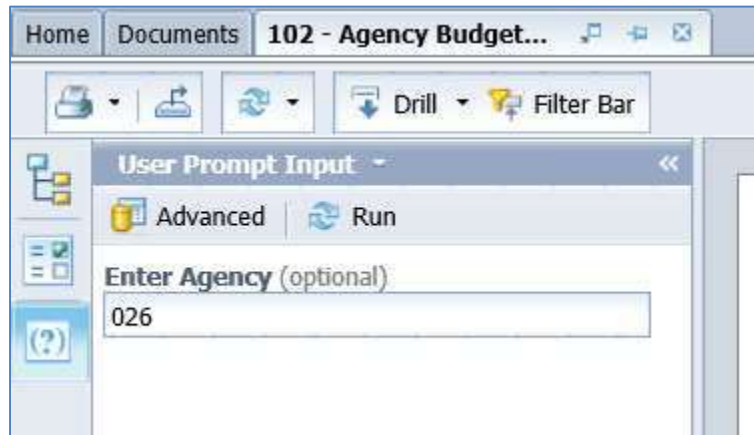 Home Documents 102 - Agency Budget...
Drill Filter Bar
User Prompt Input
Advanced Run
Enter Agency (optional)
026